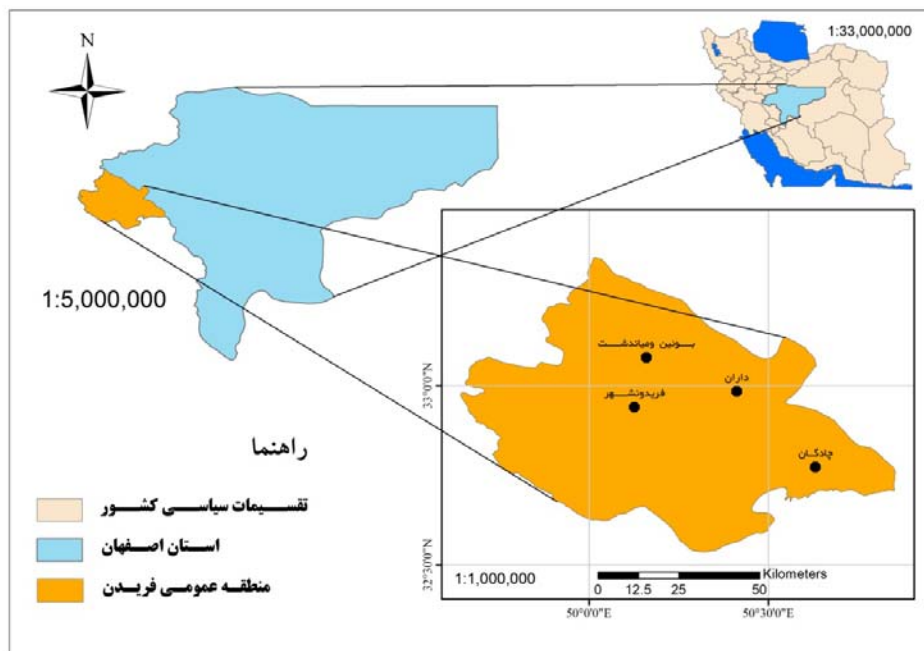 N
1:33,000,000
1:5,000,000
بوئین ومیاندشت
داران
فریدونشهر
چادگان
33°0'0"N
32°30'0"N
1:1,000,000
Kilometers
0 12.5 25 50
50°0'0"E
50°30'0"E
راهنما
تقسیمات سیاسی کشور
استان اصفهان
منطقه عمومی فریدن